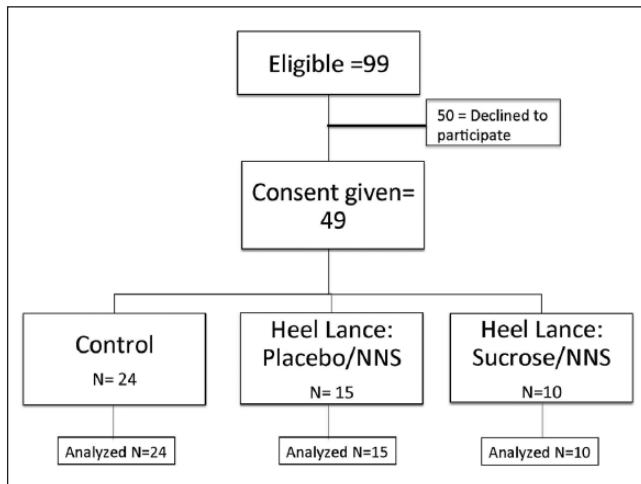 Eligible =99
50 = Declined to
participate
Consent given=
49
Control
N= 24
Heel Lance:
Placebo/NNS
N= 15
Heel Lance:
Sucrose/NNS
N=10
Analyzed N=24
Analyzed N=15
Analyzed N=10